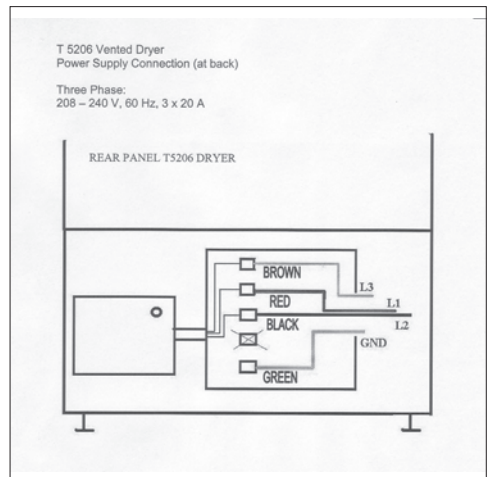 T 5206 Vented Dryer
Power Supply Connection (at back)
Three Phase:
208 – 240 V, 60 Hz, 3 x 20 A
REAR PANEL T5206 DRYER
BROWN
L3
RED
L1
BLACK
L2
GND
GREEN